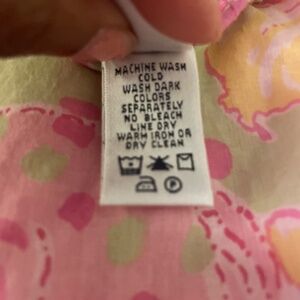 MACHINE WASH
COLD
WASH DARK
COLORS
SEPARATELY
NO BLEACH
LINE DRY
WARM IRON OR
DRY CLEAN